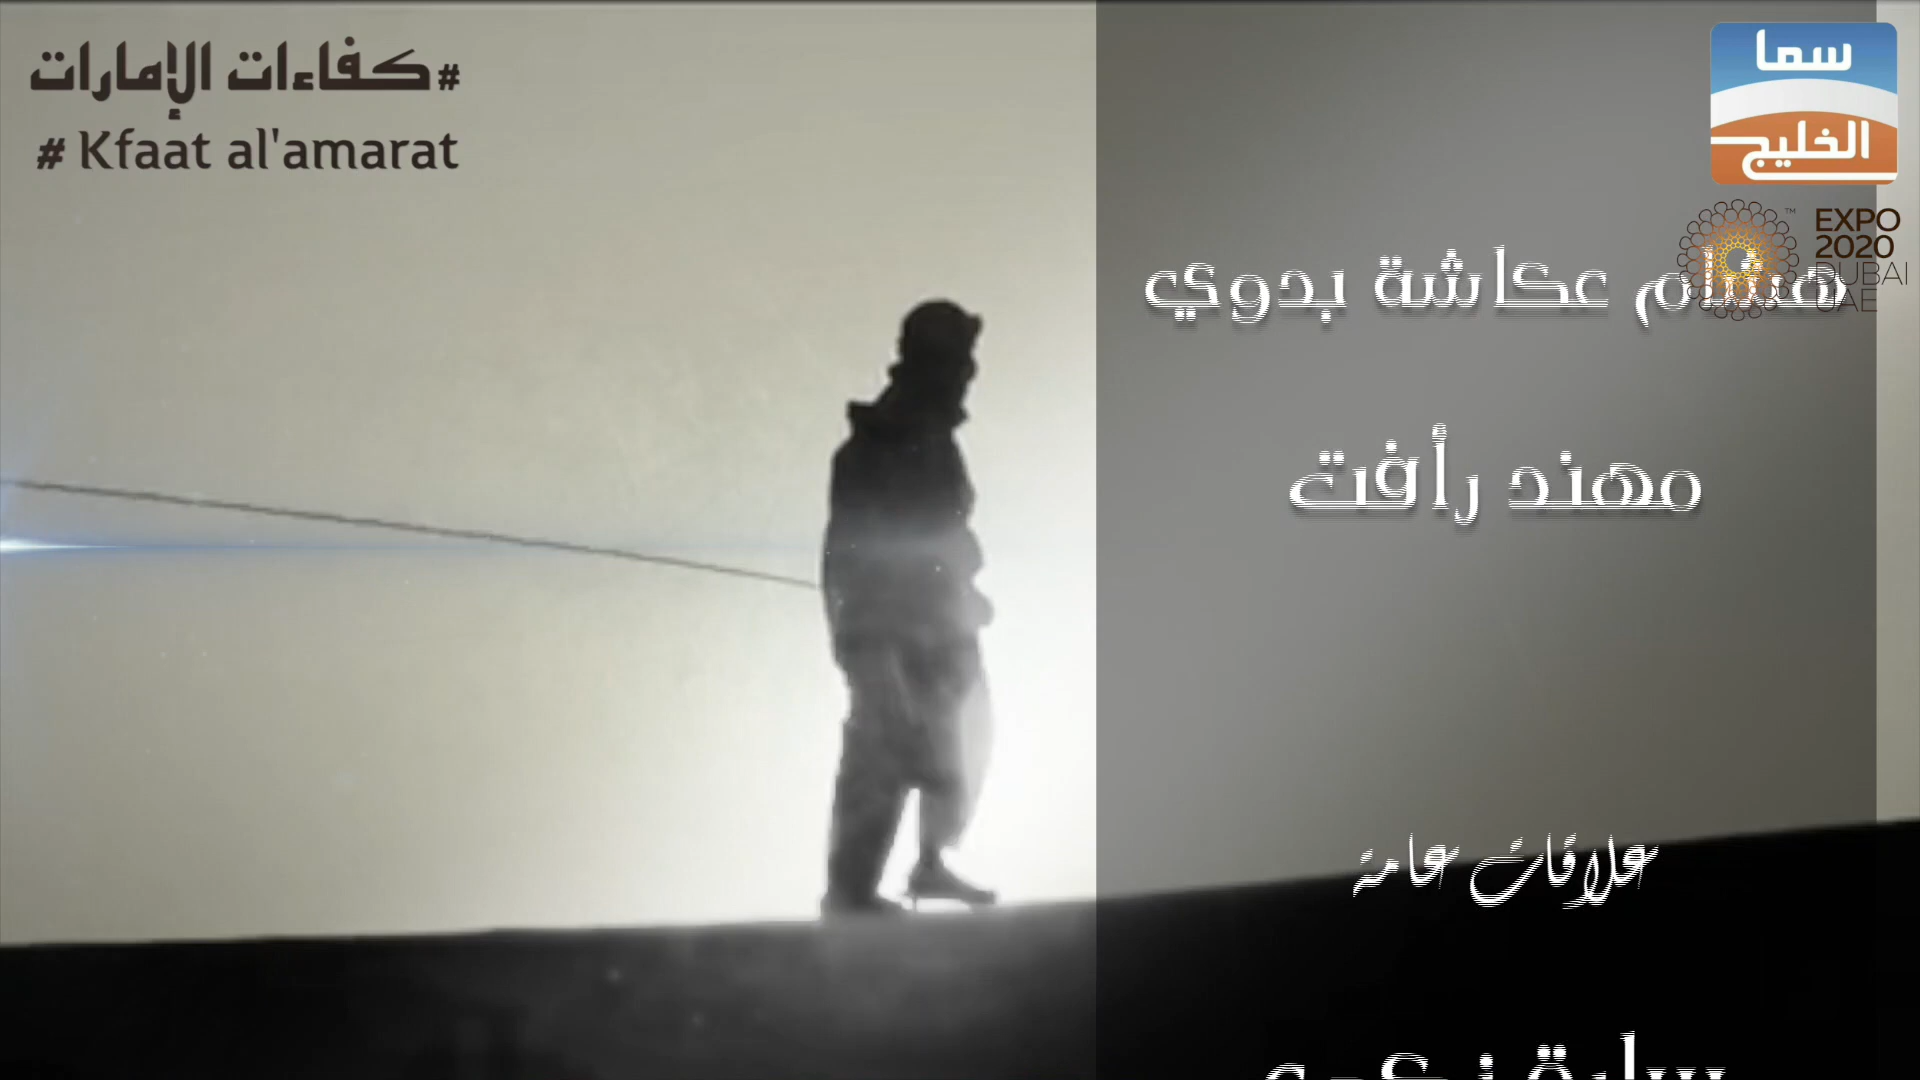 #كفاءات الإمارات
# Kfaat al'amarat
سما
الخليج
EXPO
2020
DUBAI
UAE
هشام عكاشة بدوي
مهند رأفت
علاقات عامة